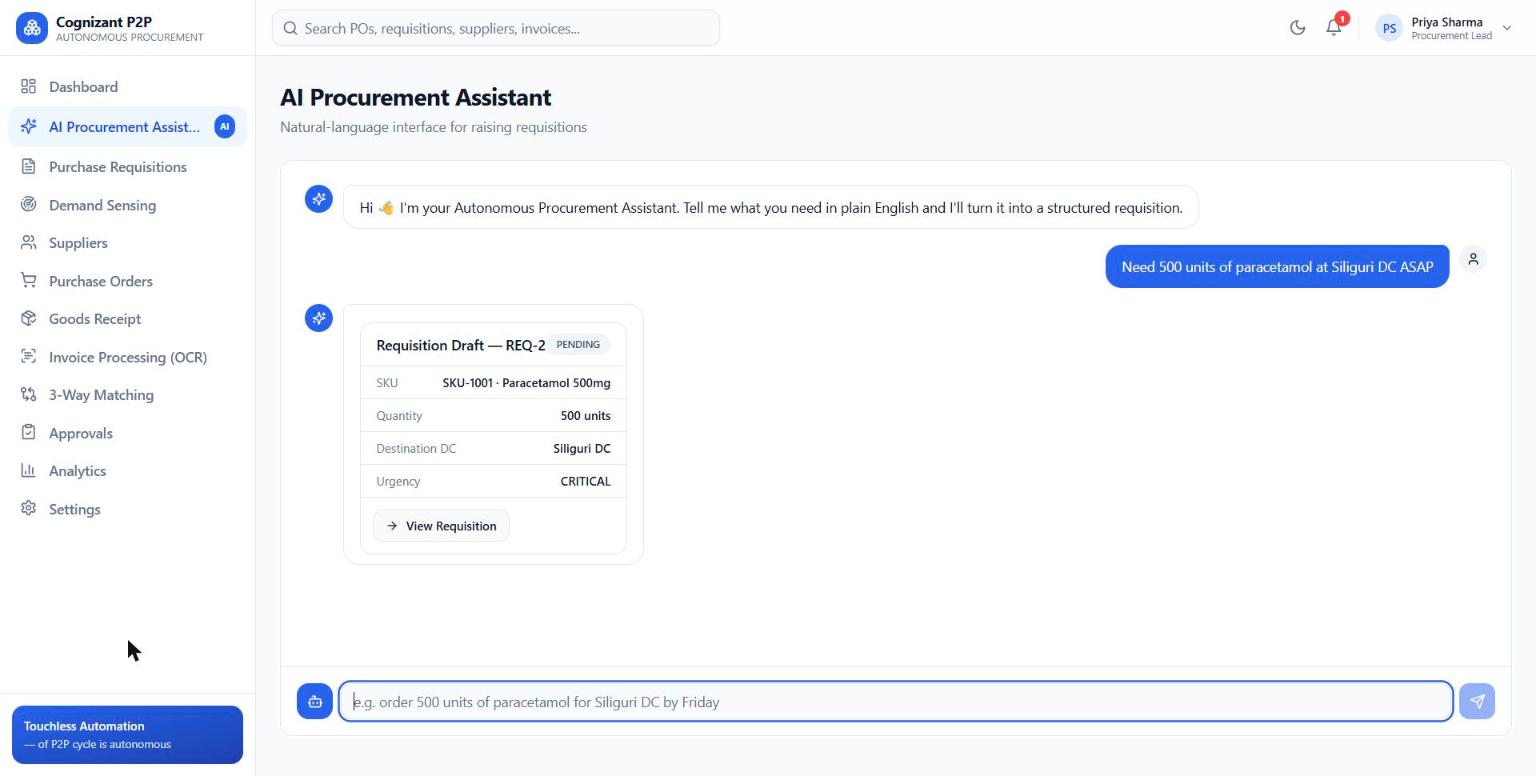 Cognizant P2P
AUTONOMOUS PROCUREMENT
Search POs, requisitions, suppliers, invoices...
1
PS
Priya Sharma
Procurement Lead
Dashboard
AI Procurement Assist...
AI
Purchase Requisitions
Demand Sensing
Suppliers
Purchase Orders
Goods Receipt
Invoice Processing (OCR)
3-Way Matching
Approvals
Analytics
Settings
Touchless Automation
— of P2P cycle is autonomous
AI Procurement Assistant
Natural-language interface for raising requisitions
Hi 👋 I'm your Autonomous Procurement Assistant. Tell me what you need in plain English and I'll turn it into a structured requisition.
Need 500 units of paracetamol at Siliguri DC ASAP
Requisition Draft — REQ-2 PENDING
SKU SKU-1001 · Paracetamol 500mg
Quantity 500 units
Destination DC Siliguri DC
Urgency CRITICAL
View Requisition
e.g. order 500 units of paracetamol for Siliguri DC by Friday